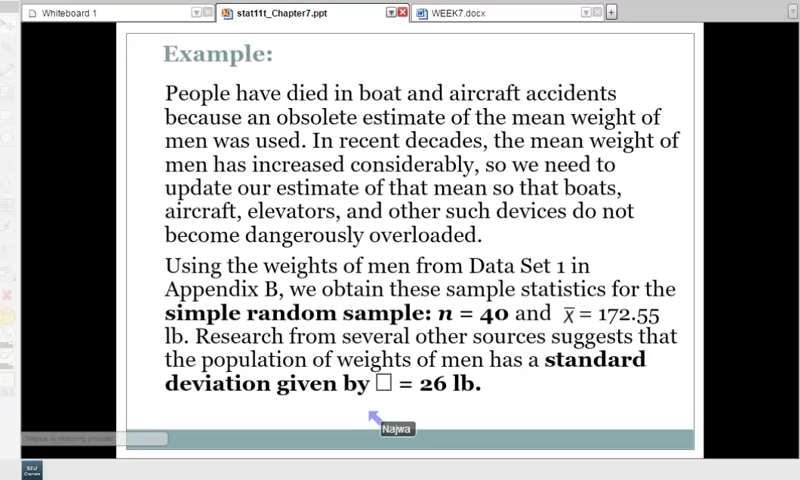 Whiteboard 1
stat11t_Chapter7.ppt
WEEK7.docx
Example:
People have died in boat and aircraft accidents
because an obsolete estimate of the mean weight of
men was used. In recent decades, the mean weight of
men has increased considerably, so we need to
update our estimate of that mean so that boats,
aircraft, elevators, and other such devices do not
become dangerously overloaded.
Using the weights of men from Data Set 1 in
Appendix B, we obtain these sample statistics for the
simple random sample: n = 40 and x̅ = 172.55
lb. Research from several other sources suggests that
the population of weights of men has a standard
deviation given by □ = 26 lb.
Najwa
SEU